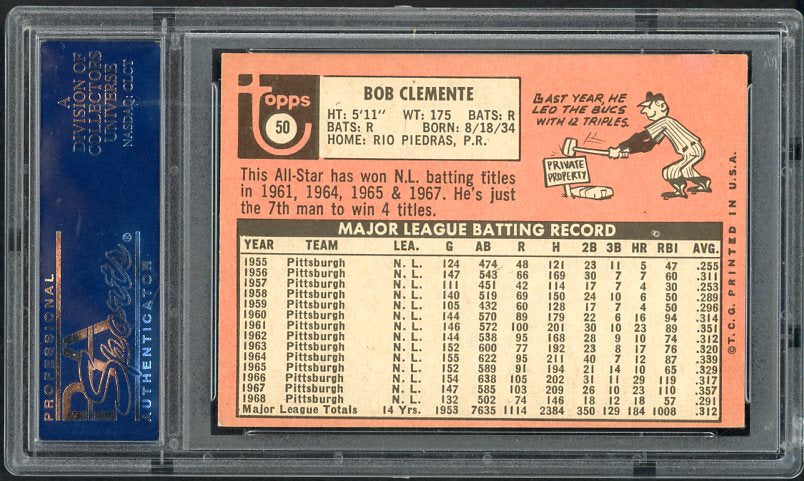 A
DIVISION OF
COLLECTORS
UNIVERSE
NASDAQ: CLCT
PROFESSIONAL
PSA
Sports
®
AUTHENTICATOR
topps
50
BOB CLEMENTE
HT: 5'11" WT: 175 BATS: R
BATS: R BORN: 8/18/34
HOME: RIO PIEDRAS, P.R.
This All-Star has won N.L. batting titles
in 1961, 1964, 1965 & 1967. He's just
the 7th man to win 4 titles.
LAST YEAR, HE
LED THE BUCS
WITH 12 TRIPLES.
PRIVATE
PROPERTY
MAJOR LEAGUE BATTING RECORD
YEAR TEAM LEA. G AB R H 2B 3B HR RBI AVG.
1955 Pittsburgh N. L. 124 474 48 121 23 11 5 47 .255
1956 Pittsburgh N. L. 147 543 66 169 30 7 7 60 .311
1957 Pittsburgh N. L. 111 451 42 114 17 7 4 30 .253
1958 Pittsburgh N. L. 140 519 69 150 24 10 6 50 .289
1959 Pittsburgh N. L. 105 432 60 128 17 7 4 50 .296
1960 Pittsburgh N. L. 144 570 89 179 22 6 16 94 .314
1961 Pittsburgh N. L. 146 572 100 201 30 10 23 89 .351
1962 Pittsburgh N. L. 144 538 95 168 28 9 10 74 .312
1963 Pittsburgh N. L. 152 600 77 192 23 8 17 76 .320
1964 Pittsburgh N. L. 155 622 95 211 40 7 12 87 .339
1965 Pittsburgh N. L. 152 589 91 194 21 14 10 65 .329
1966 Pittsburgh N. L. 154 638 105 202 31 11 29 119 .317
1967 Pittsburgh N. L. 147 585 103 209 26 10 23 110 .357
1968 Pittsburgh N. L. 132 502 74 146 18 12 18 57 .291
Major League Totals 14 Yrs. 1953 7635 1114 2384 350 129 184 1008 .312
© T.C.G. PRINTED IN U.S.A.